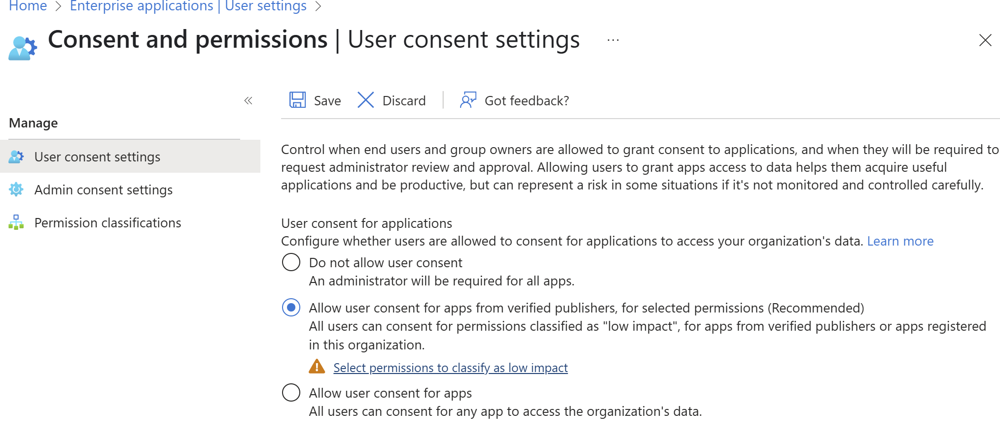 Home > Enterprise applications | User settings >
Consent and permissions | User consent settings ...
«
Save Discard | Got feedback?
Manage
User consent settings
Admin consent settings
Permission classifications
Control when end users and group owners are allowed to grant consent to applications, and when they will be required to
request administrator review and approval. Allowing users to grant apps access to data helps them acquire useful
applications and be productive, but can represent a risk in some situations if it's not monitored and controlled carefully.
User consent for applications
Configure whether users are allowed to consent for applications to access your organization's data. Learn more
Do not allow user consent
An administrator will be required for all apps.
Allow user consent for apps from verified publishers, for selected permissions (Recommended)
All users can consent for permissions classified as "low impact", for apps from verified publishers or apps registered
in this organization.
Select permissions to classify as low impact
Allow user consent for apps
All users can consent for any app to access the organization's data.